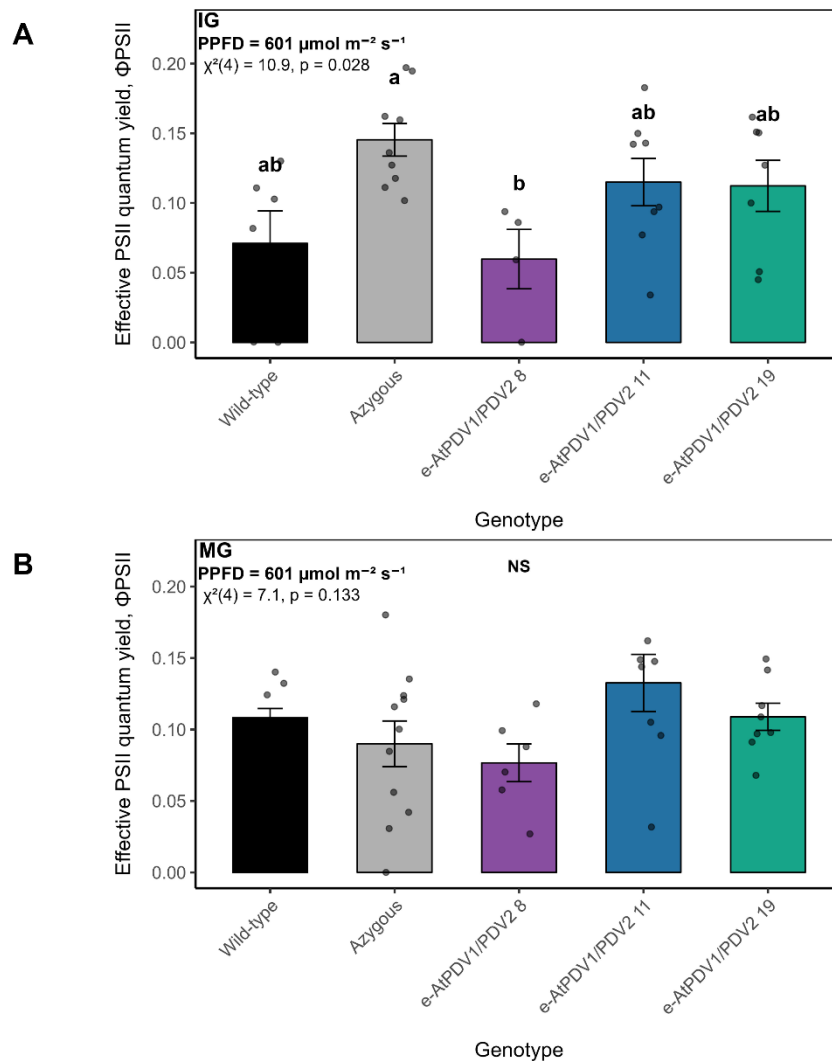 A
IG
PPFD = 601 µmol m⁻² s⁻¹
χ²(4) = 10.9, p = 0.028
Effective PSII quantum yield, ΦPSII
0.20
0.15
0.10
0.05
0.00
ab
a
b
ab
ab
Wild-type
Azygous
e-AtPDV1/PDV2 8
e-AtPDV1/PDV2 11
e-AtPDV1/PDV2 19
Genotype
B
MG
PPFD = 601 µmol m⁻² s⁻¹
χ²(4) = 7.1, p = 0.133
NS
Effective PSII quantum yield, ΦPSII
0.20
0.15
0.10
0.05
0.00
Wild-type
Azygous
e-AtPDV1/PDV2 8
e-AtPDV1/PDV2 11
e-AtPDV1/PDV2 19
Genotype